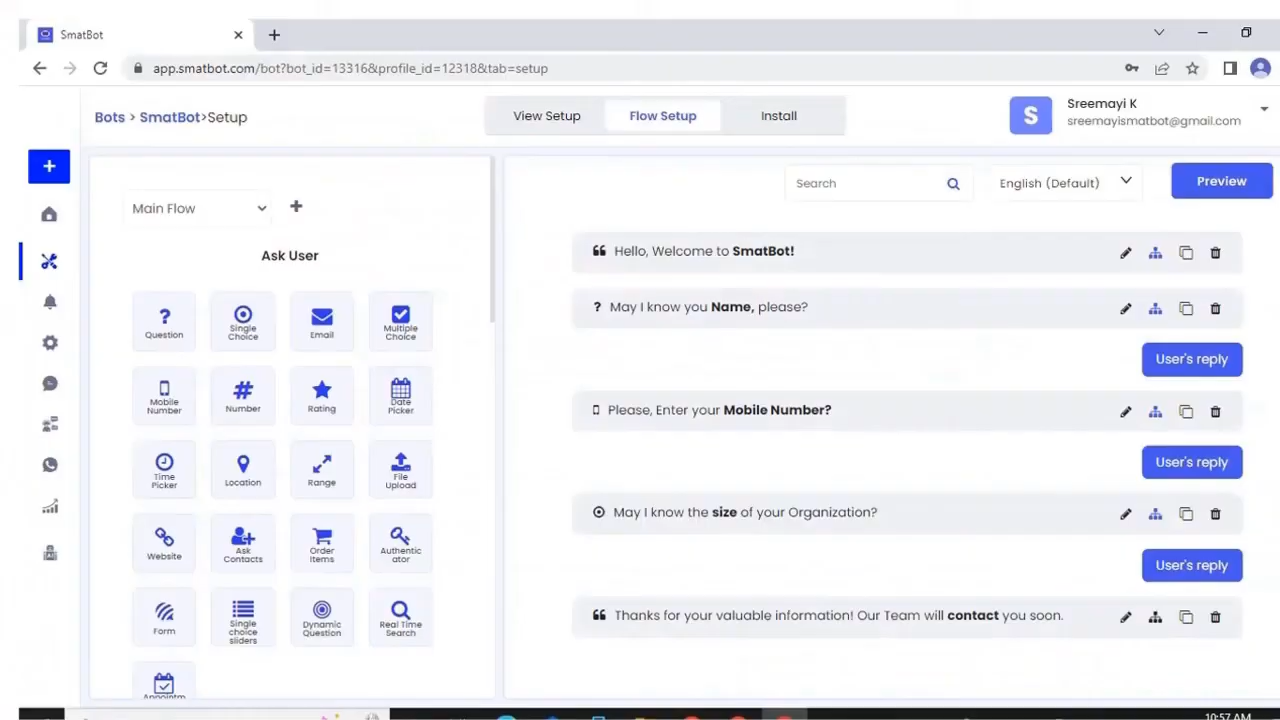 SmatBot
app.smatbot.com/bot?bot_id=13316&profile_id=12318&tab=setup
Bots > SmatBot>Setup
View Setup
Flow Setup
Install
S
Sreemayi K
sreemayismatbot@gmail.com
Main Flow
Ask User
Question
Single Choice
Email
Multiple Choice
Mobile Number
Number
Rating
Date Picker
Time Picker
Location
Range
File Upload
Website
Ask Contacts
Order Items
Authentic ator
Form
Single choice sliders
Dynamic Question
Real Time Search
Appointm
Search
English (Default)
Preview
Hello, Welcome to SmatBot!
May I know you Name, please?
User's reply
Please, Enter your Mobile Number?
User's reply
May I know the size of your Organization?
User's reply
Thanks for your valuable information! Our Team will contact you soon.
10:57 AM